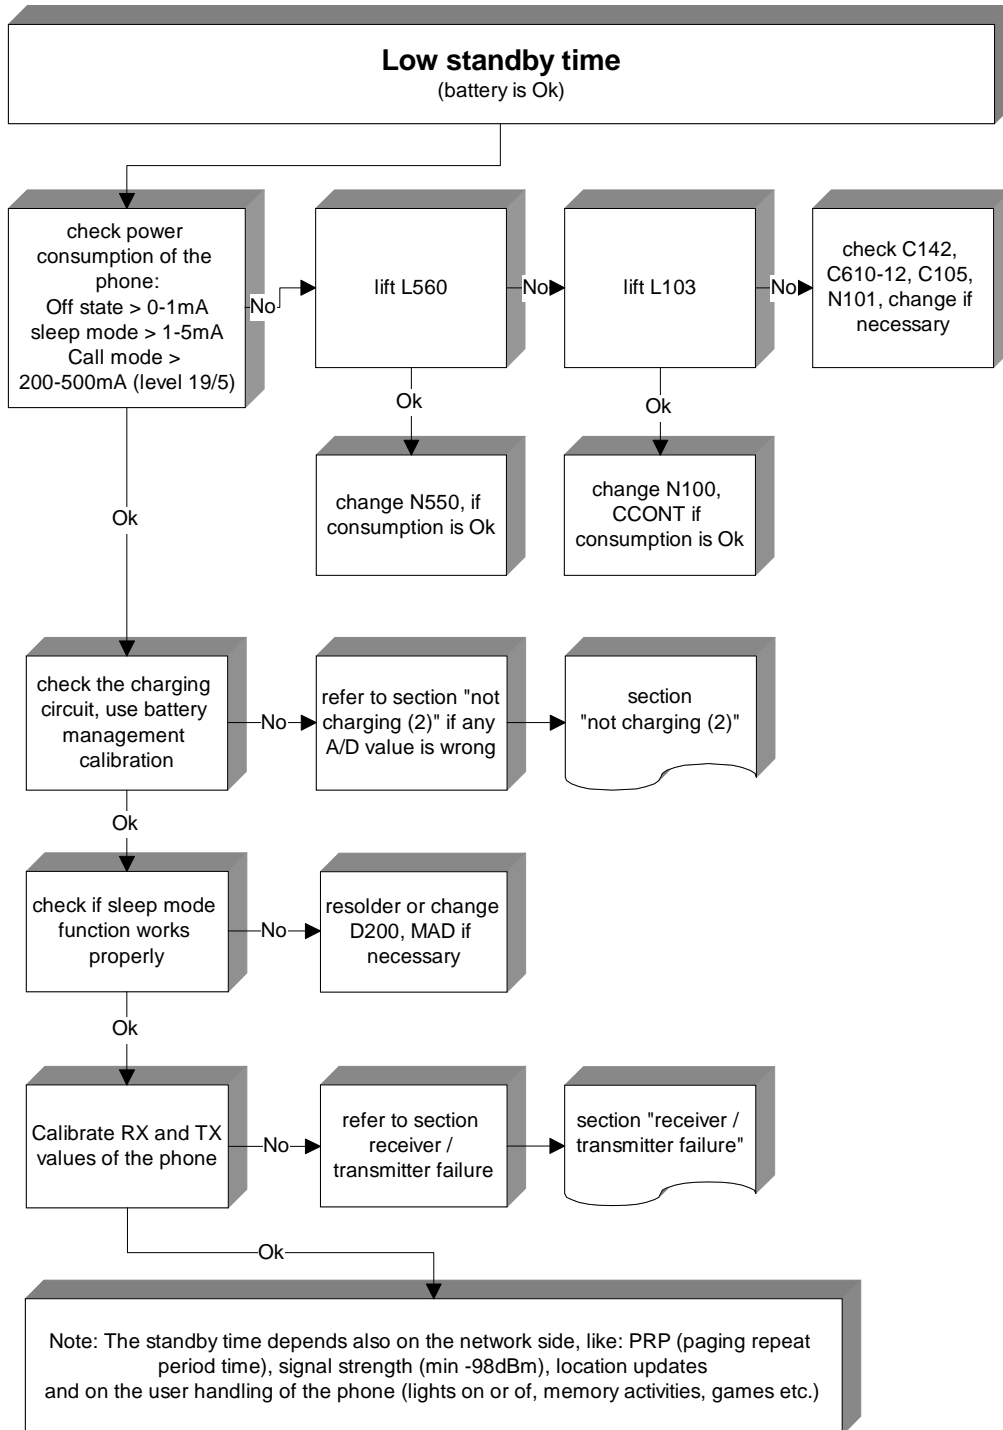 Low standby time
(battery is Ok)
check power
consumption of the
phone:
Off state > 0-1mA
sleep mode > 1-5mA
Call mode >
200-500mA (level 19/5)
No
lift L560
No
lift L103
No
check C142,
C610-12, C105,
N101, change if
necessary
Ok
Ok
change N550, if
consumption is Ok
change N100,
CCONT if
consumption is Ok
Ok
check the charging
circuit, use battery
management
calibration
No
refer to section "not
charging (2)" if any
A/D value is wrong
section
"not charging (2)"
Ok
check if sleep mode
function works
properly
No
resolder or change
D200, MAD if
necessary
Ok
Calibrate RX and TX
values of the phone
No
refer to section
receiver /
transmitter failure
section "receiver /
transmitter failure"
Ok
Note: The standby time depends also on the network side, like: PRP (paging repeat
period time), signal strength (min -98dBm), location updates
and on the user handling of the phone (lights on or of, memory activities, games etc.)